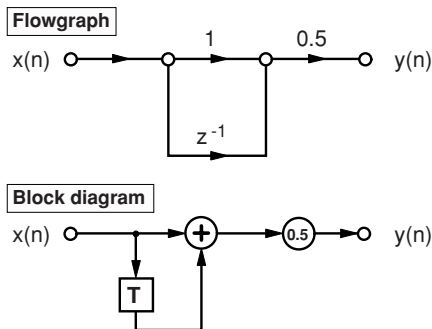 Flowgraph
1 0.5
x(n) y(n)
z⁻¹
Block diagram
x(n) + 0.5 y(n)
T